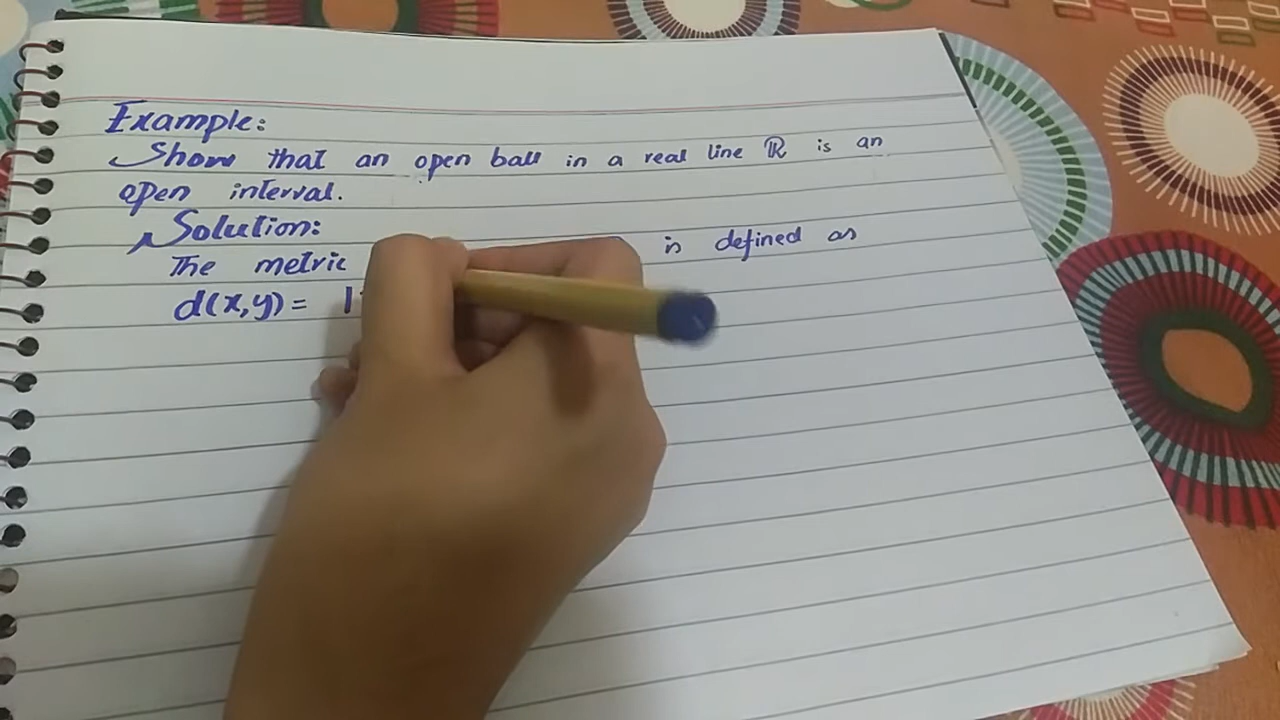 Example:
Show that an open ball in a real line ℝ is an
open interval.
Solution:
The metric is defined as
d(x,y) = |